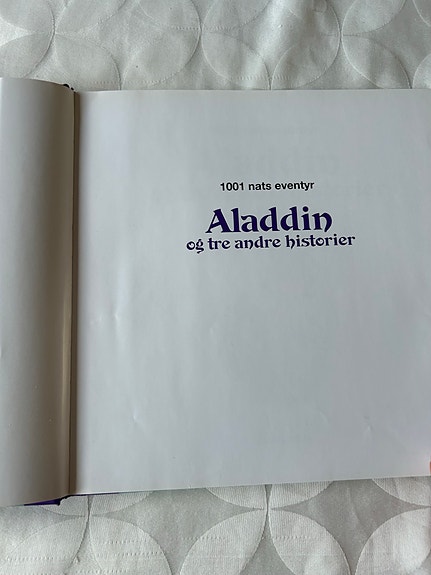 1001 nats eventyr
Aladdin
og tre andre historier